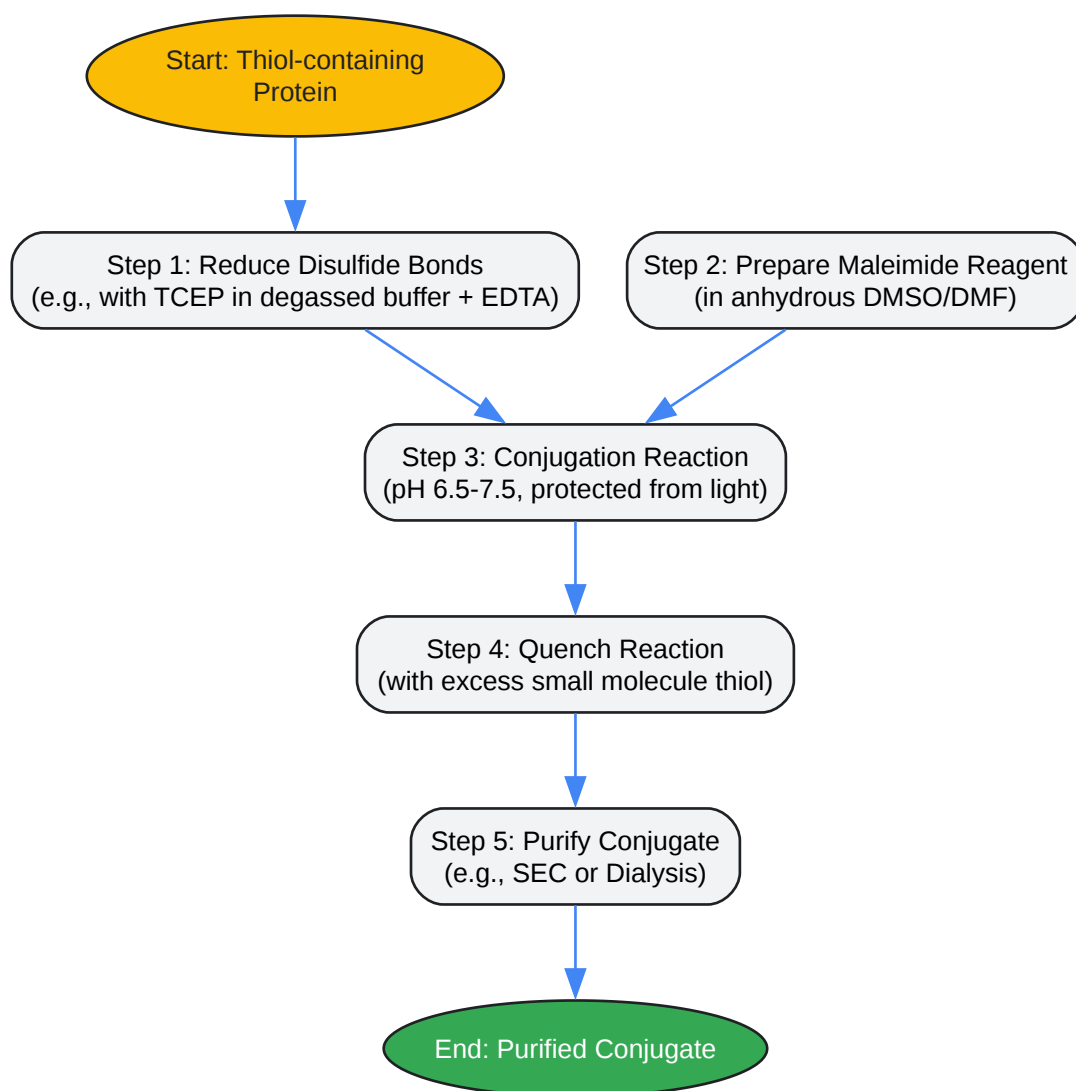 Start: Thiol-containing
Protein
Step 1: Reduce Disulfide Bonds
(e.g., with TCEP in degassed buffer + EDTA)
Step 2: Prepare Maleimide Reagent
(in anhydrous DMSO/DMF)
Step 3: Conjugation Reaction
(pH 6.5-7.5, protected from light)
Step 4: Quench Reaction
(with excess small molecule thiol)
Step 5: Purify Conjugate
(e.g., SEC or Dialysis)
End: Purified Conjugate